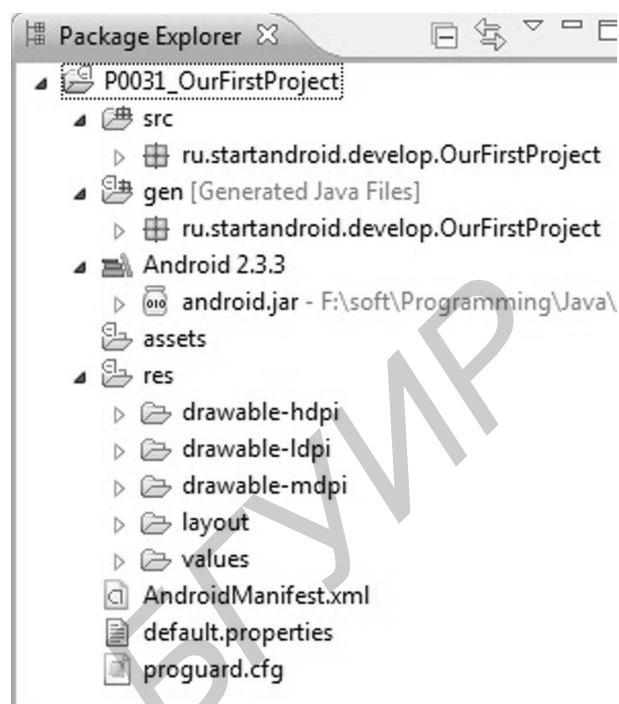 Package Explorer
P0031_OurFirstProject
src
ru.startandroid.develop.OurFirstProject
gen [Generated Java Files]
ru.startandroid.develop.OurFirstProject
Android 2.3.3
android.jar - F:\soft\Programming\Java\
assets
res
drawable-hdpi
drawable-ldpi
drawable-mdpi
layout
values
AndroidManifest.xml
default.properties
proguard.cfg
БГУИР